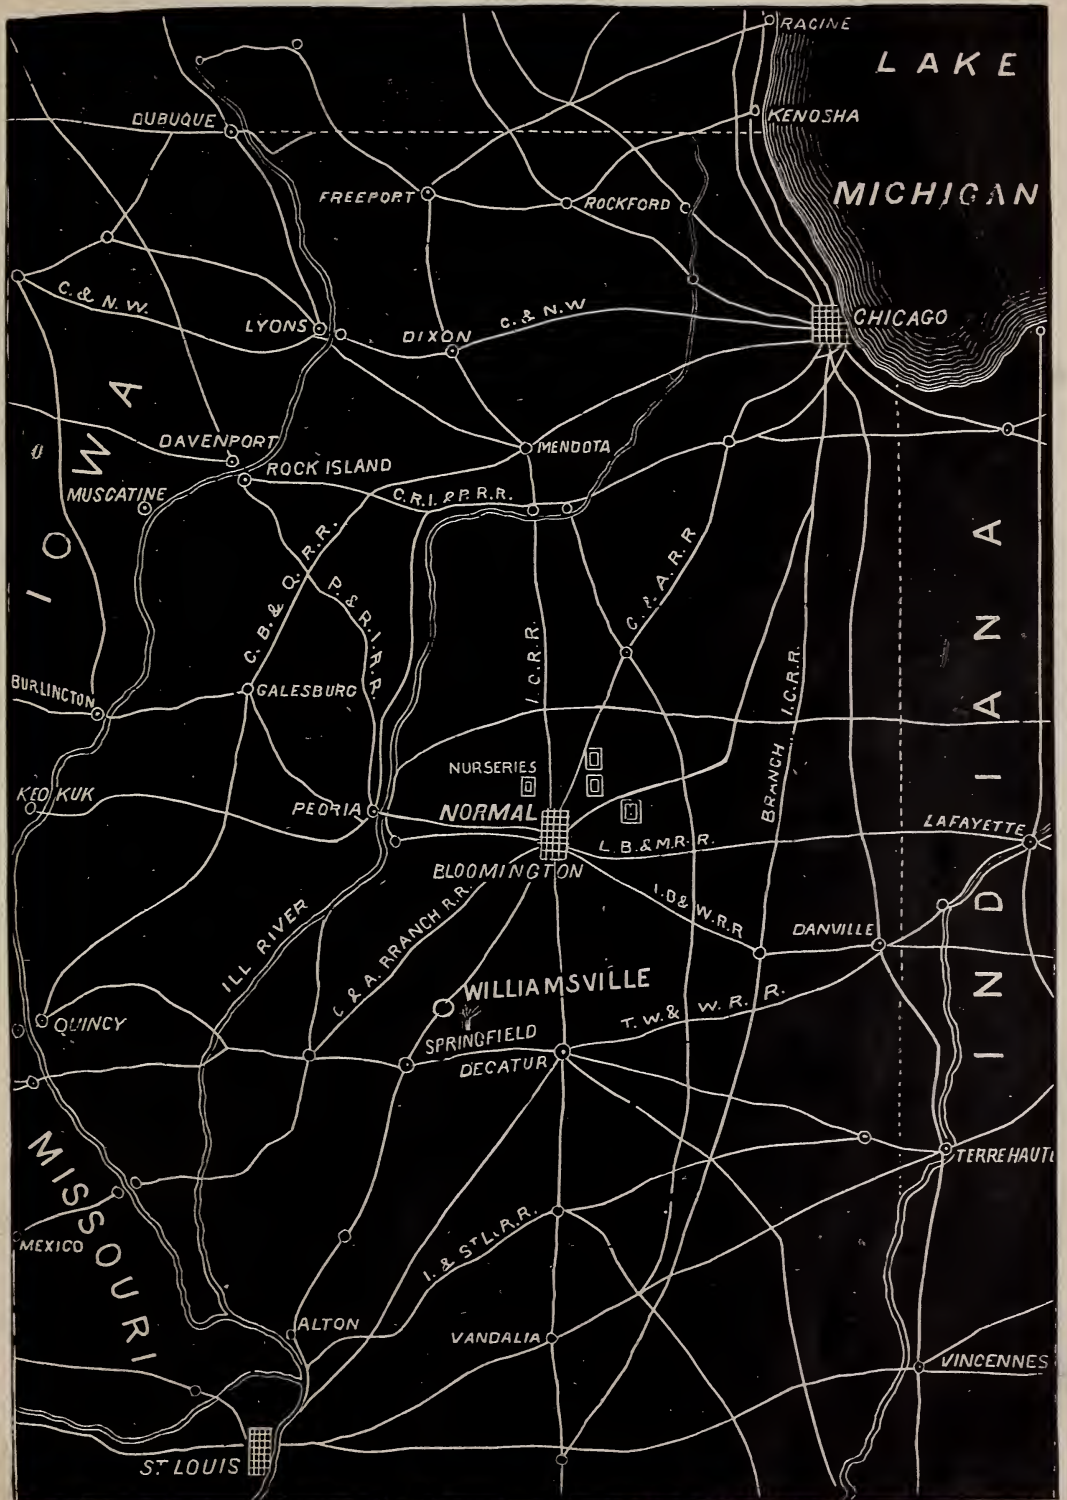 RACINE
LAKE
DUBUQUE
KENOSHA
MICHIGAN
FREEPORT
ROCKFORD
C. & N. W.
LYONS
DIXON
C. & N. W
CHICAGO
IOWA
DAVENPORT
ROCK ISLAND
MENDOTA
MUSCATINE
C. R. I. & P. R. R.
C. B. & Q. R. R.
P. & R. I. R. R.
I. C. R. R.
C. & A. R. R
BRANCH I. C. R. R.
INDIANA
BURLINGTON
GALESBURG
NURSERIES
KEOKUK
PEORIA
NORMAL
LAFAYETTE
L. B. & M. R. R.
BLOOMINGTON
I. B & W. R. R
C & A. BRANCH R. R.
ILL RIVER
DANVILLE
WILLIAMSVILLE
QUINCY
T. W. & W. R. R.
SPRINGFIELD
DECATUR
MISSOURI
TERREHAUTE
MEXICO
I. & ST L. R. R.
ALTON
VANDALIA
VINCENNES
ST LOUIS